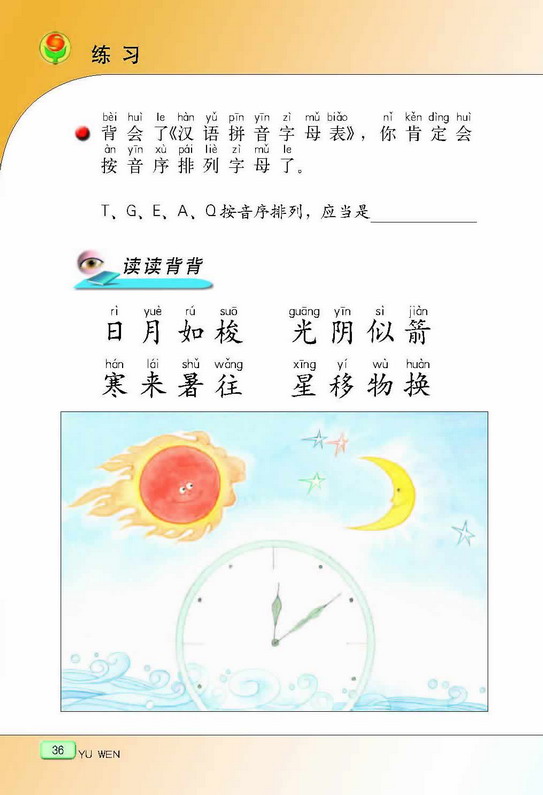 练 习
bèi huì le hàn yǔ pīn yīn zì mǔ biǎo nǐ kěn dìng huì
背 会 了《汉 语 拼 音 字 母 表》，你 肯 定 会
àn yīn xù pái liè zì mǔ le
按 音 序 排 列 字 母 了。
T、G、E、A、Q按音序排列，应当是
读读背背
rì yuè rú suō guāng yīn sì jiàn
日 月 如 梭 光 阴 似 箭
hán lái shǔ wǎng xīng yí wù huàn
寒 来 暑 往 星 移 物 换
36 YU WEN